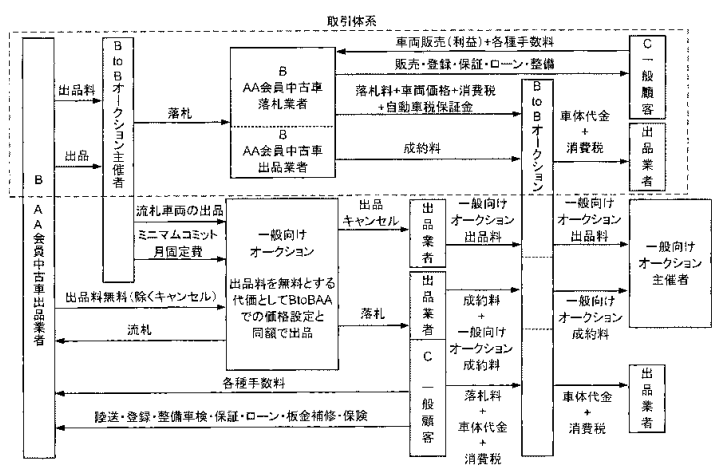 取引体系
B AA会員中古車出品業者
出品料
出品
BtoBオークション主催者
落札
B
AA会員中古車
落札業者
B
AA会員中古車
出品業者
車両販売(利益)+各種手数料
販売・登録・保証・ローン・整備
落札料+車両価格+消費税
+自動車税保証金
成約料
BtoBオークション
C 一般顧客
車体代金
+
消費税
出品業者
流札車両の出品
ミニマムコミット
月固定費
出品料無料(除くキャンセル)
流札
一般向け
オークション
出品料を無料とする
代価としてBtoBAA
での価格設定と
同額で出品
出品
キャンセル
落札
出品業者
出品業者
C 一般顧客
一般向け
オークション
出品料
成約料
+
一般向け
オークション
成約料
落札料
+
車体代金
+
消費税
一般向け
オークション
出品料
一般向け
オークション
成約料
一般向け
オークション
主催者
車体代金
+
消費税
出品業者
各種手数料
陸送・登録・整備車検・保証・ローン・板金補修・保険